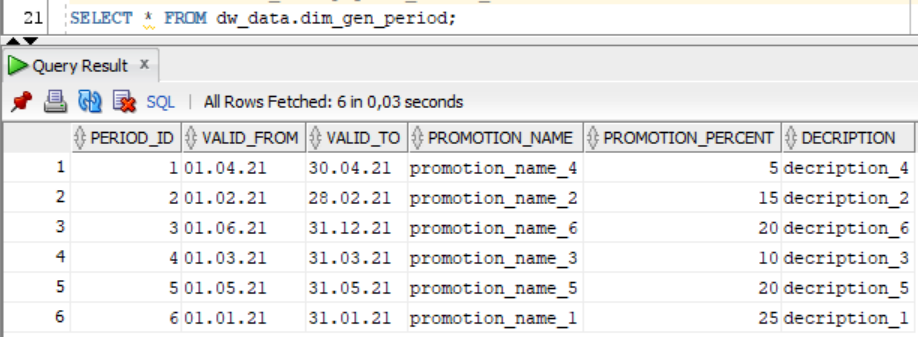 21 SELECT * FROM dw_data.dim_gen_period;
Query Result x
SQL | All Rows Fetched: 6 in 0,03 seconds
PERIOD_ID VALID_FROM VALID_TO PROMOTION_NAME PROMOTION_PERCENT DECRIPTION
1 1 01.04.21 30.04.21 promotion_name_4 5 decription_4
2 2 01.02.21 28.02.21 promotion_name_2 15 decription_2
3 3 01.06.21 31.12.21 promotion_name_6 20 decription_6
4 4 01.03.21 31.03.21 promotion_name_3 10 decription_3
5 5 01.05.21 31.05.21 promotion_name_5 20 decription_5
6 6 01.01.21 31.01.21 promotion_name_1 25 decription_1